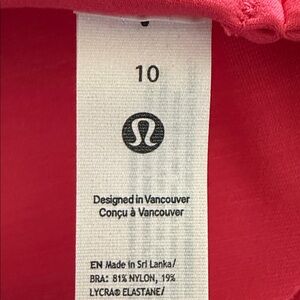 10
Designed in Vancouver
Conçu à Vancouver
EN Made in Sri Lanka/
BRA: 81% NYLON, 19%
LYCRA® ELASTANE/